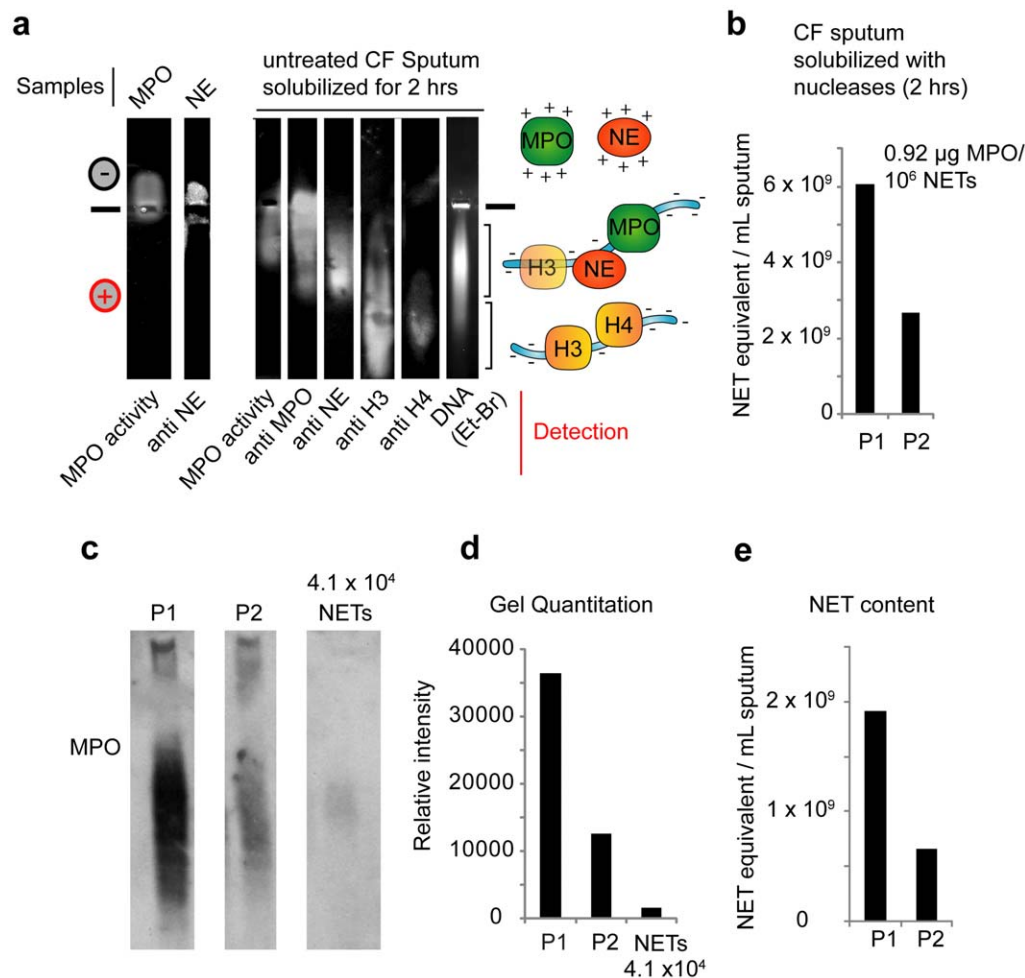 a
untreated CF Sputum
solubilized for 2 hrs
Samples
MPO
NE
-
+
MPO activity
anti NE
MPO activity
anti MPO
anti NE
anti H3
anti H4
DNA
(Et-Br)
Detection
+ + +
MPO
+ + +
+ + +
NE
+ + +
MPO
H3
NE
H4
H3
b
CF sputum
solubilized with
nucleases (2 hrs)
0.92 µg MPO/
10⁶ NETs
NET equivalent / mL sputum
6 x 10⁹
4 x 10⁹
2 x 10⁹
0
P1
P2
c
P1
P2
4.1 x 10⁴
NETs
MPO
d
Gel Quantitation
Relative intensity
40000
35000
30000
20000
10000
0
P1
P2
NETs
4.1x10⁴
e
NET content
NET equivalent / mL sputum
2 x 10⁹
1 x 10⁹
0
P1
P2